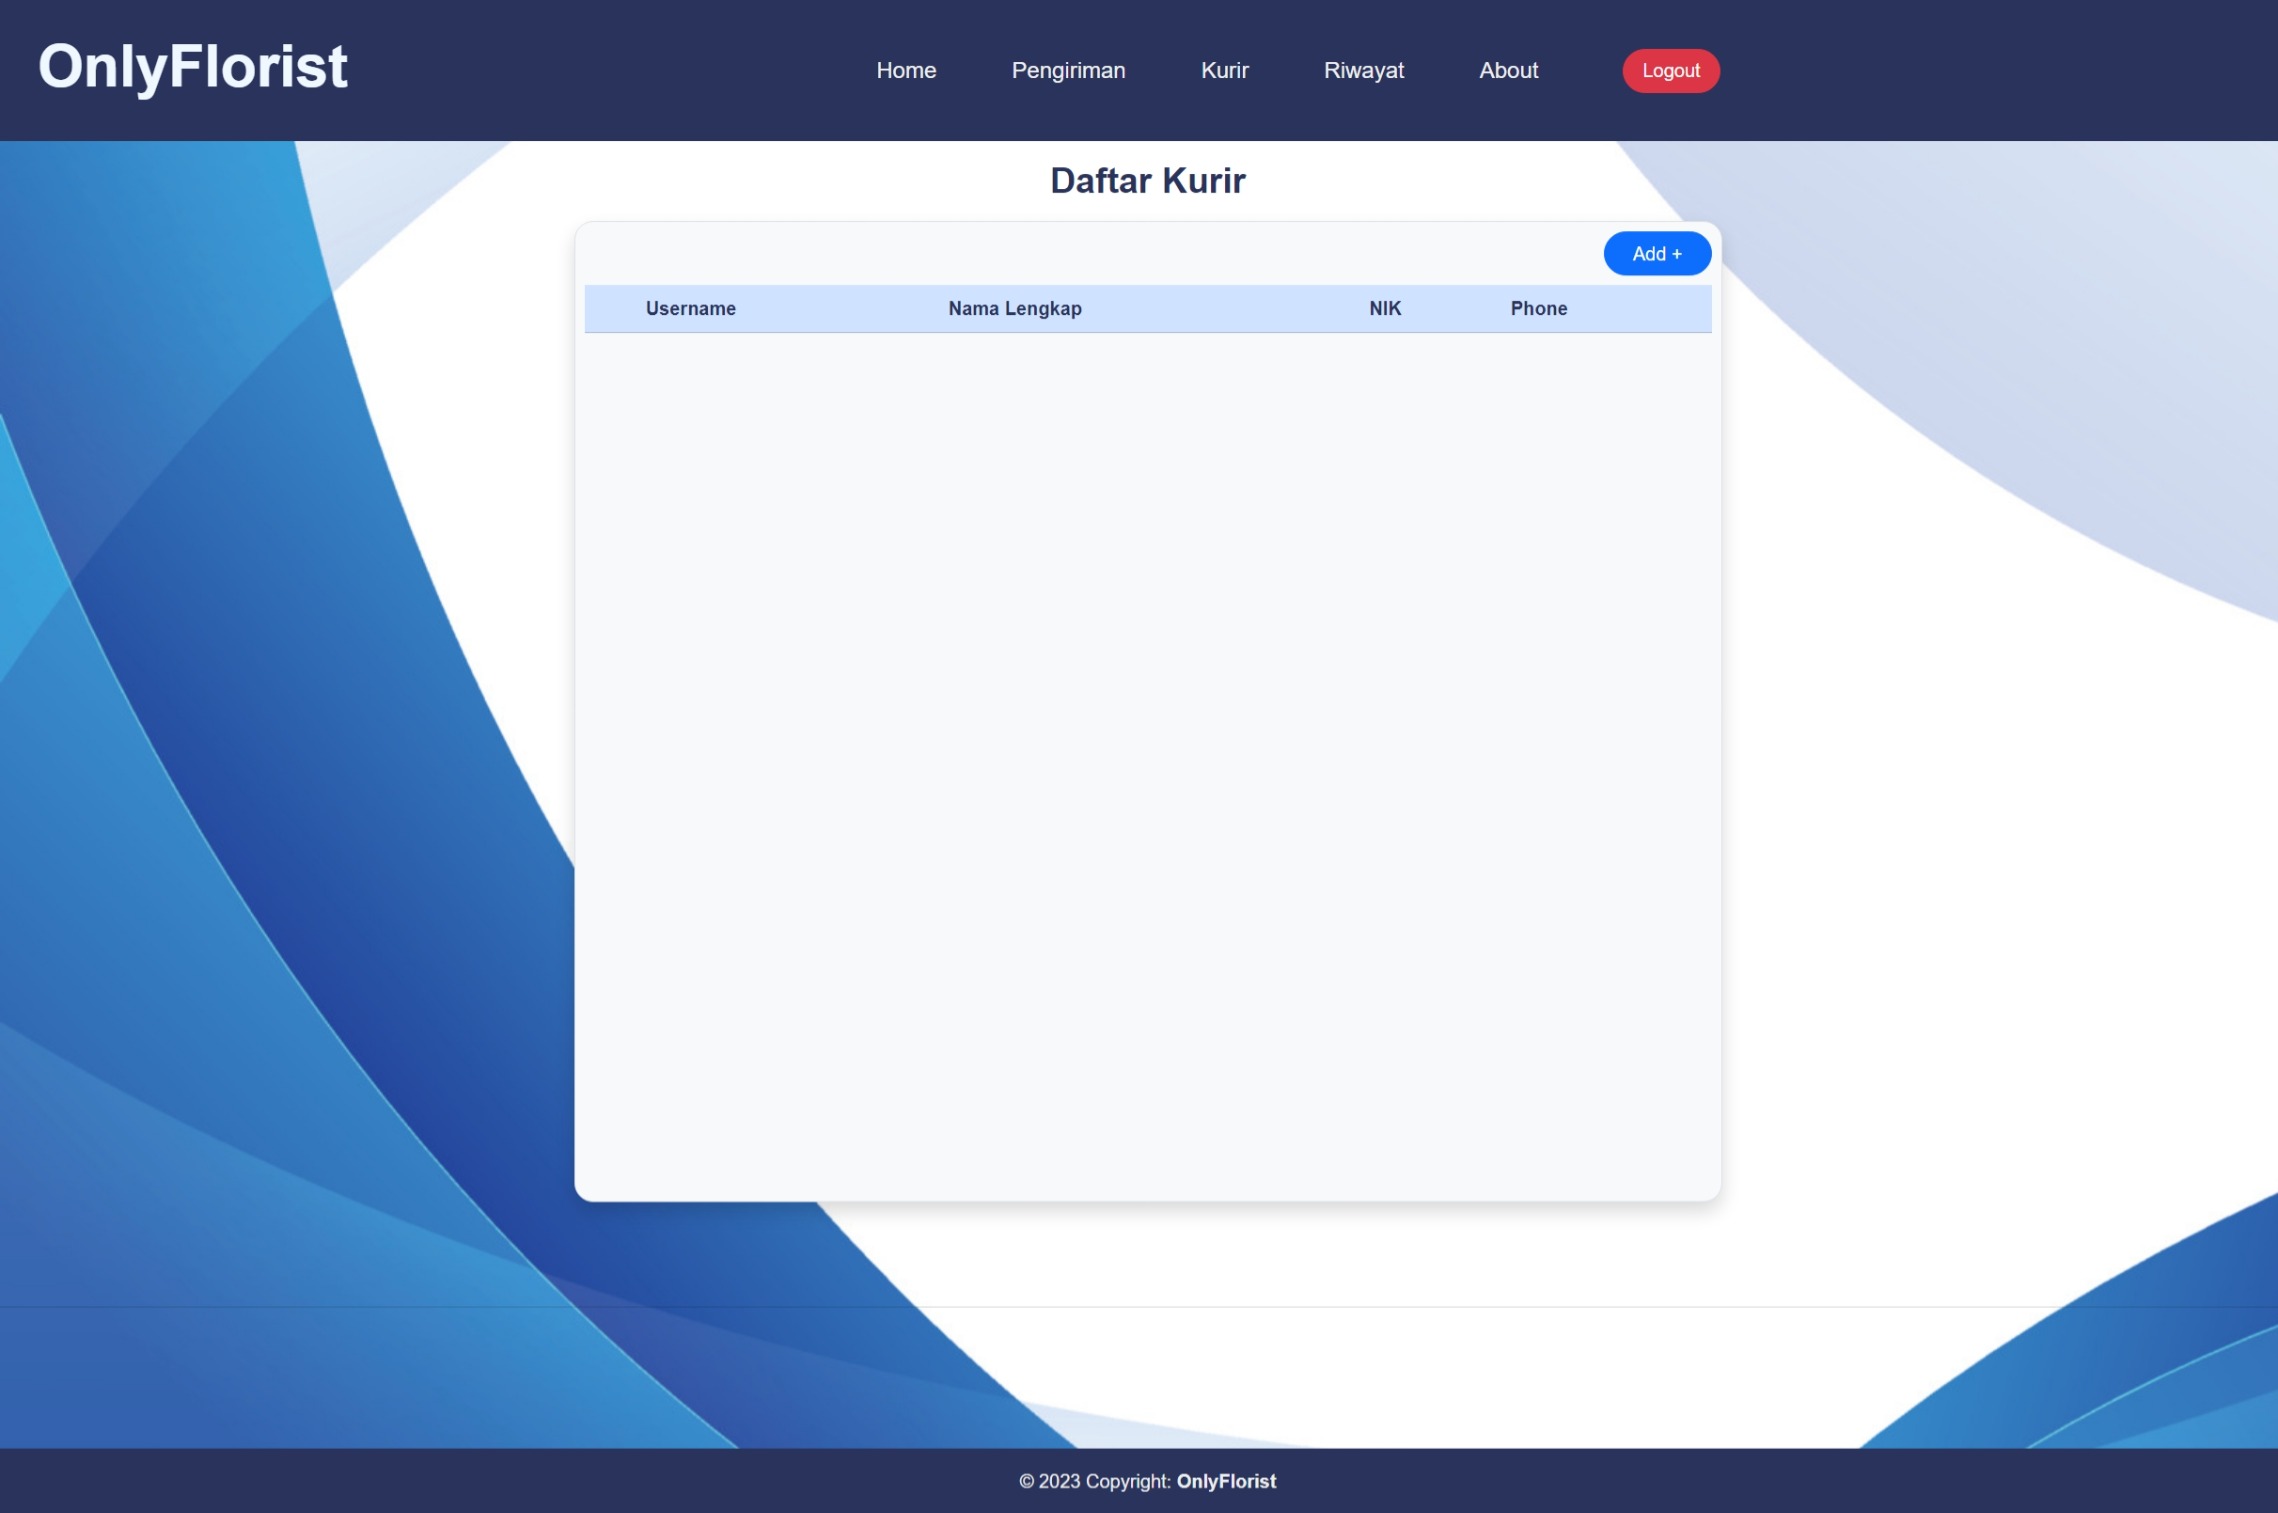 OnlyFlorist
Home Pengiriman Kurir Riwayat About Logout
Daftar Kurir
Add +
Username Nama Lengkap NIK Phone
© 2023 Copyright: OnlyFlorist